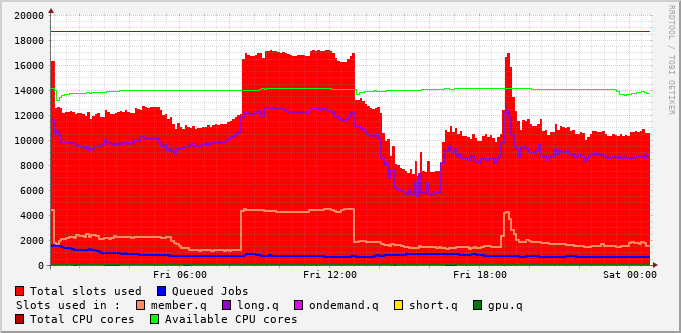 RRDTOOL / TOBI OETIKER
20000
18000
16000
14000
12000
10000
8000
6000
4000
2000
0
Fri 06:00 Fri 12:00 Fri 18:00 Sat 00:00
Total slots used Queued Jobs
Slots used in : member.q long.q ondemand.q short.q gpu.q
Total CPU cores Available CPU cores